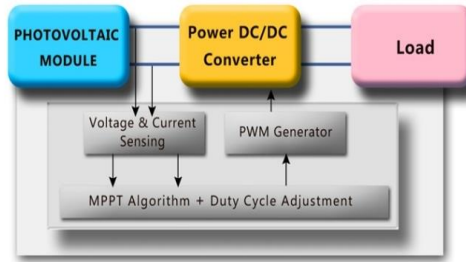 PHOTOVOLTAIC
MODULE
Power DC/DC
Converter
Load
Voltage & Current
Sensing
PWM Generator
MPPT Algorithm + Duty Cycle Adjustment